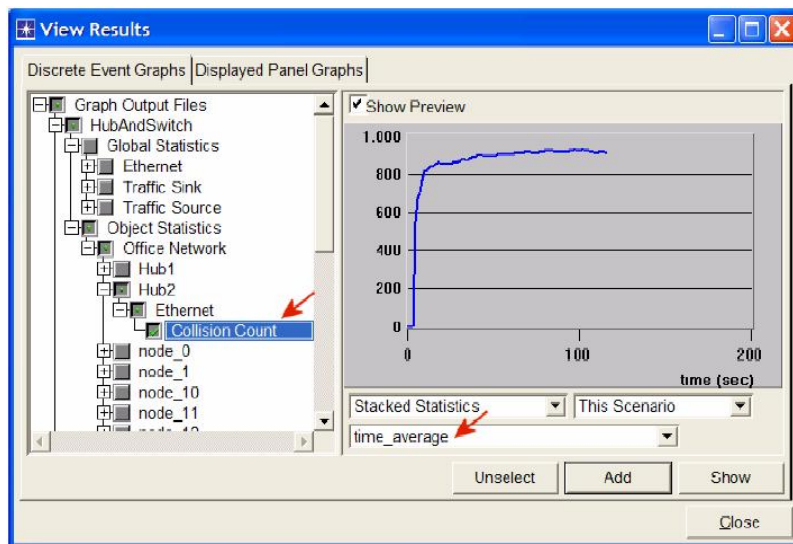 View Results
Discrete Event Graphs
Displayed Panel Graphs
Graph Output Files
HubAndSwitch
Global Statistics
Ethernet
Traffic Sink
Traffic Source
Object Statistics
Office Network
Hub1
Hub2
Ethernet
Collision Count
node_0
node_1
node_10
node_11
Show Preview
1.000
800
600
400
200
0
0 100 200
time (sec)
Stacked Statistics
This Scenario
time_average
Unselect
Add
Show
Close